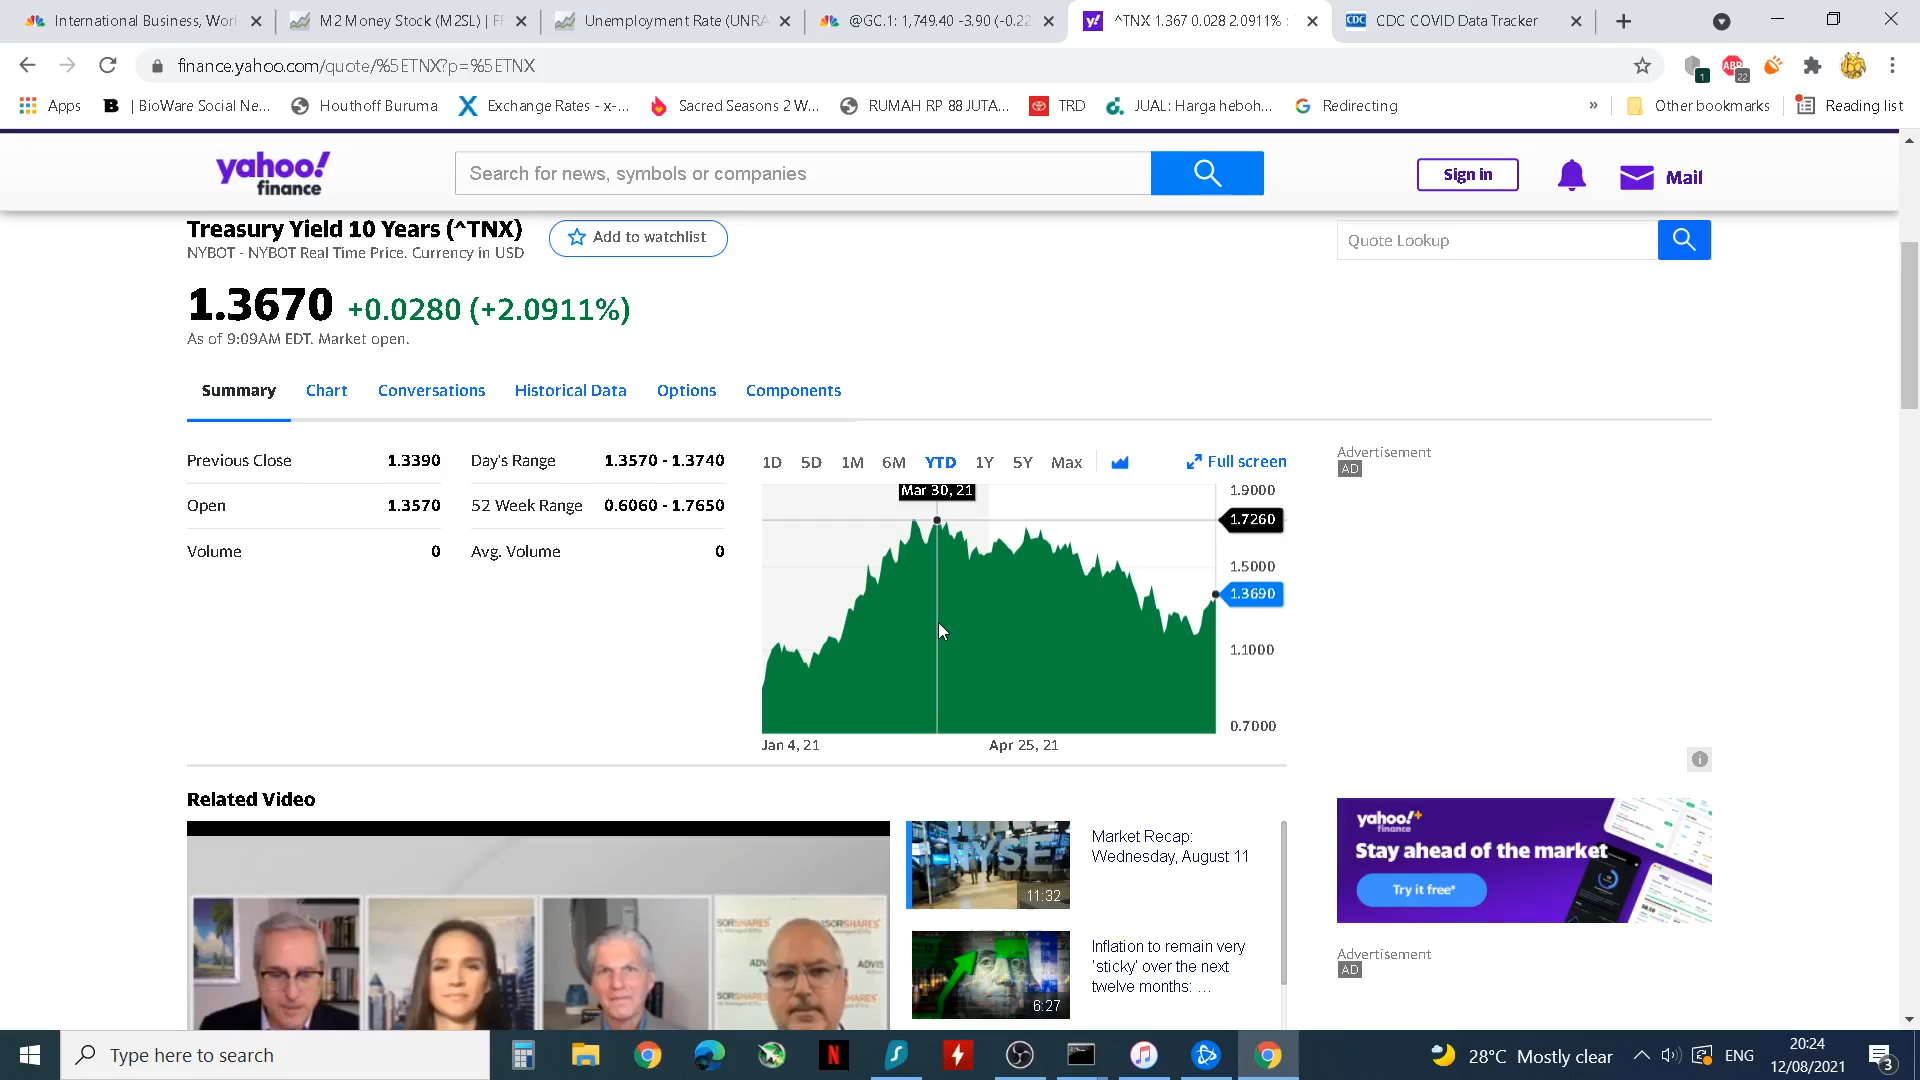 International Business, Worl
M2 Money Stock (M2SL) | FF
Unemployment Rate (UNRA
@GC.1: 1,749.40 -3.90 (-0.22
^TNX 1.367 0.028 2.0911% :
CDC COVID Data Tracker
finance.yahoo.com/quote/%5ETNX?p=%5ETNX
1
ABP
22
Apps
| BioWare Social Ne...
Houthoff Buruma
Exchange Rates - x-...
Sacred Seasons 2 W...
RUMAH RP 88 JUTA...
TRD
JUAL: Harga heboh...
Redirecting
»
Other bookmarks
Reading list
yahoo!
finance
Search for news, symbols or companies
Sign in
Mail
Treasury Yield 10 Years (^TNX)
Add to watchlist
NYBOT - NYBOT Real Time Price. Currency in USD
Quote Lookup
1.3670 +0.0280 (+2.0911%)
As of 9:09AM EDT. Market open.
Summary
Chart
Conversations
Historical Data
Options
Components
Previous Close 1.3390
Open 1.3570
Volume 0
Day's Range 1.3570 - 1.3740
52 Week Range 0.6060 - 1.7650
Avg. Volume 0
1D 5D 1M 6M YTD 1Y 5Y Max
Full screen
Mar 30, 21
1.9000
1.7260
1.5000
1.3690
1.1000
0.7000
Jan 4, 21
Apr 25, 21
Advertisement
AD
Related Video
NYSE
11:32
Market Recap:
Wednesday, August 11
6:27
Inflation to remain very
'sticky' over the next
twelve months: ...
yahoo!+
finance
Stay ahead of the market
Try it free*
Advertisement
AD
Type here to search
28°C Mostly clear
ENG
20:24
12/08/2021
3